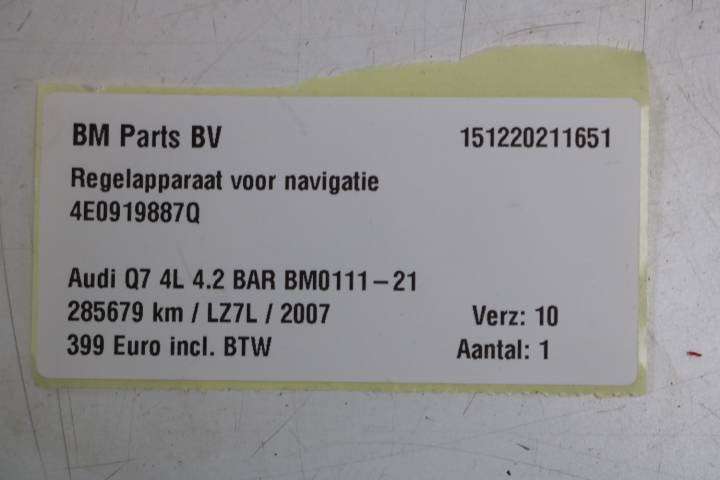 BM Parts BV 151220211651
Regelapparaat voor navigatie
4E0919887Q
Audi Q7 4L 4.2 BAR BM0111-21
285679 km / LZ7L / 2007 Verz: 10
399 Euro incl. BTW Aantal: 1